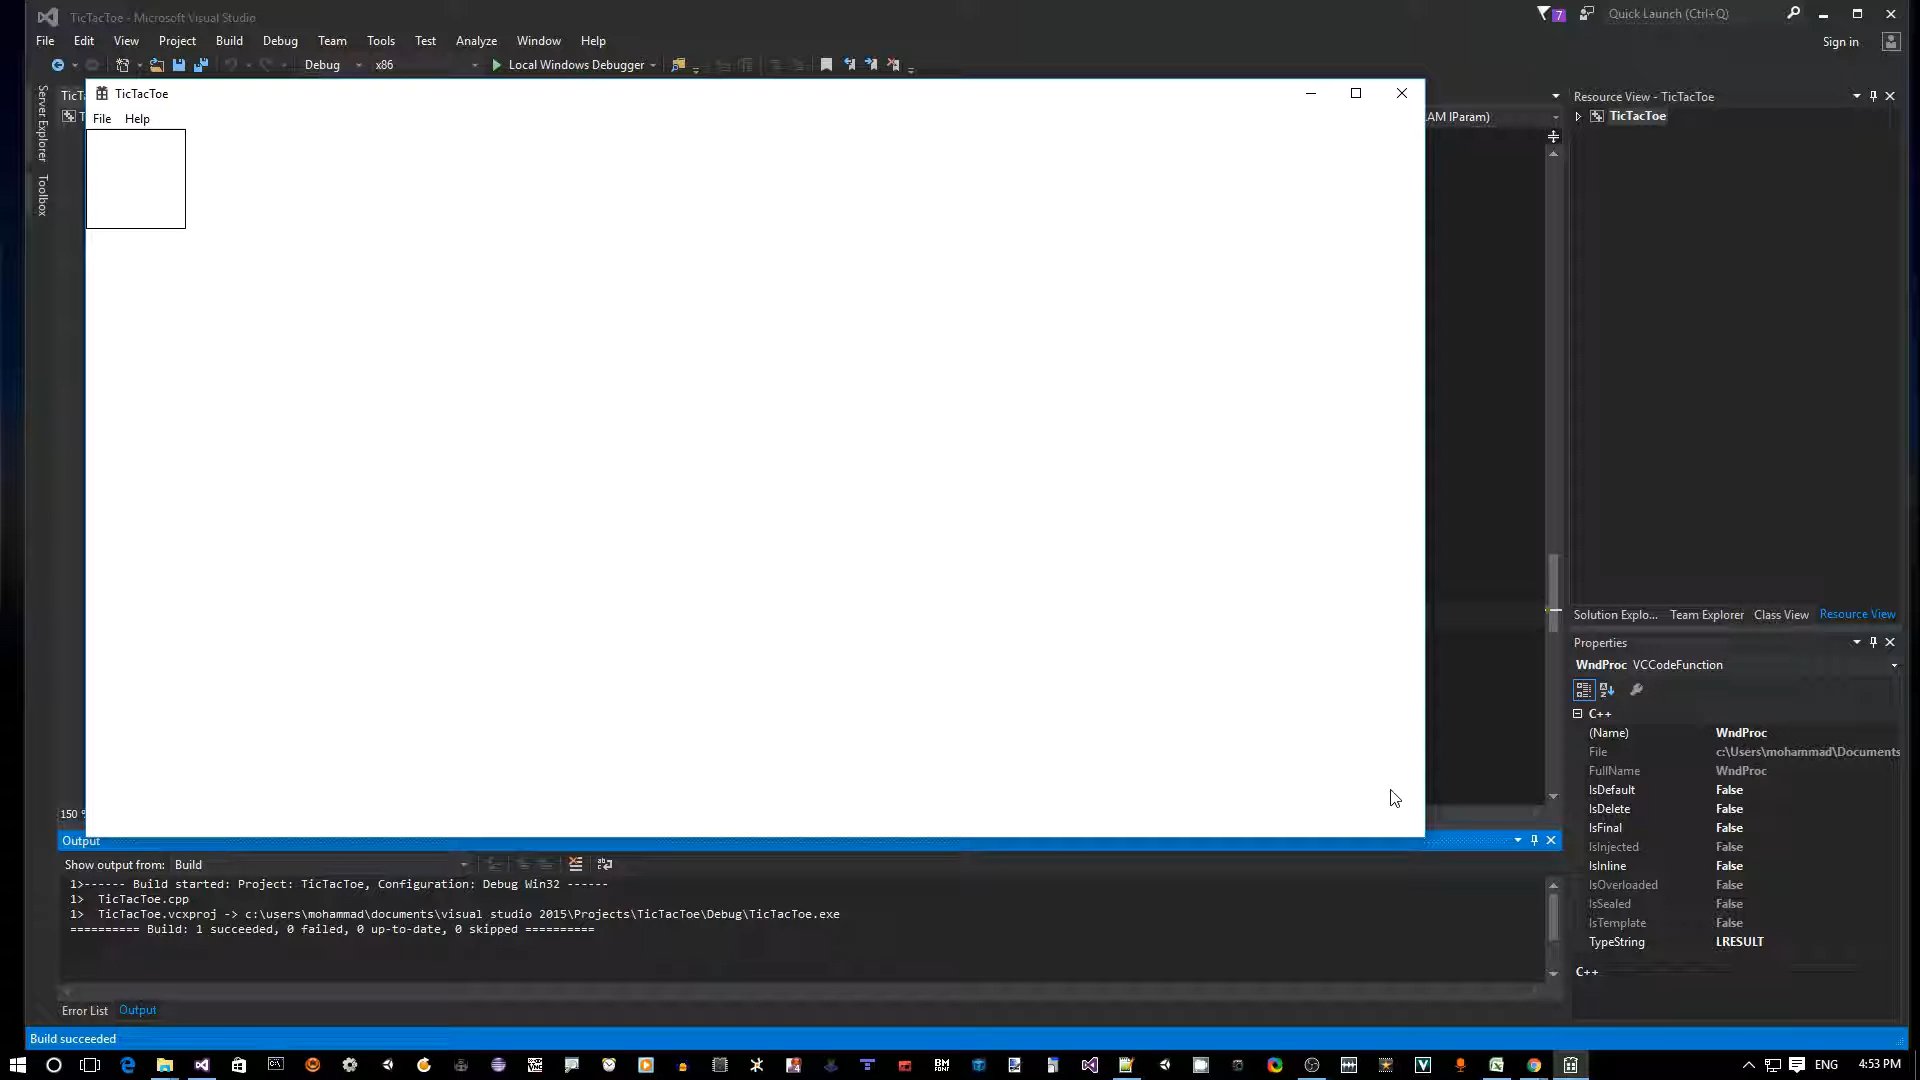 TicTacToe - Microsoft Visual Studio
7
Quick Launch (Ctrl+Q)
File Edit View Project Build Debug Team Tools Test Analyze Window Help
Sign in
Debug x86 Local Windows Debugger
Server Explorer
Toolbox
TicTacToe
File Help
AM lParam)
Resource View - TicTacToe
TicTacToe
Solution Explo... Team Explorer Class View Resource View
Properties
WndProc VCCodeFunction
C++
(Name) WndProc
File c:\Users\mohammad\Documents
FullName WndProc
IsDefault False
IsDelete False
IsFinal False
IsInjected False
IsInline False
IsOverloaded False
IsSealed False
IsTemplate False
TypeString LRESULT
C++
150 %
Output
Show output from: Build
1>------ Build started: Project: TicTacToe, Configuration: Debug Win32 ------
1> TicTacToe.cpp
1> TicTacToe.vcxproj -> c:\users\mohammad\documents\visual studio 2015\Projects\TicTacToe\Debug\TicTacToe.exe
========== Build: 1 succeeded, 0 failed, 0 up-to-date, 0 skipped ==========
Error List Output
Build succeeded
ENG 4:53 PM